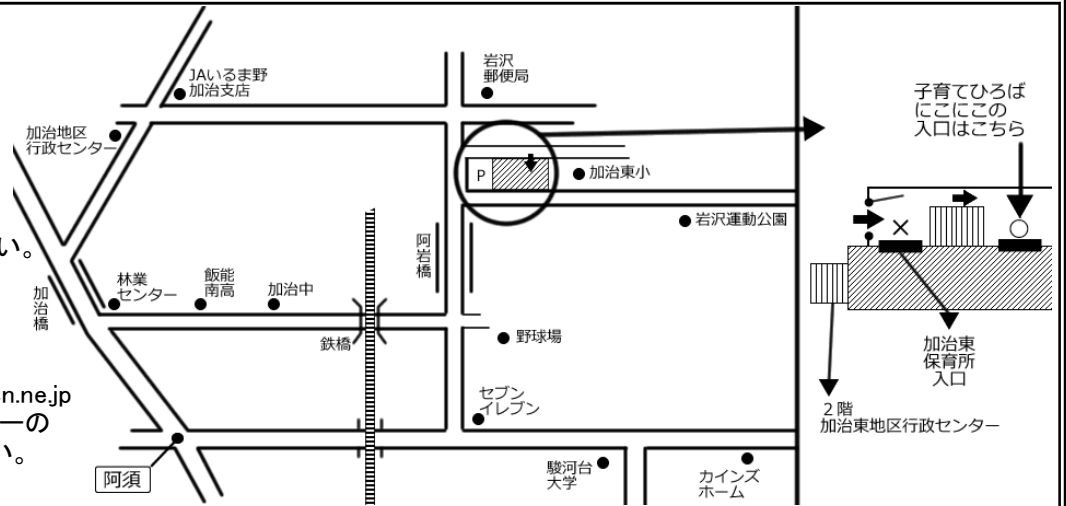 岩沢
郵便局
JAいるま野
加治支店
子育てひろば
にこにこの
入口はこちら
加治地区
行政センター
P
加治東小
岩沢運動公園
い。
阿岩橋
林業
センター
飯能
南高
加治中
加治橋
鉄橋
野球場
加治東
保育所
入口
n.ne.jp
ーの
い。
セブン
イレブン
2階
加治東地区行政センター
阿須
駿河台
大学
カインズ
ホーム